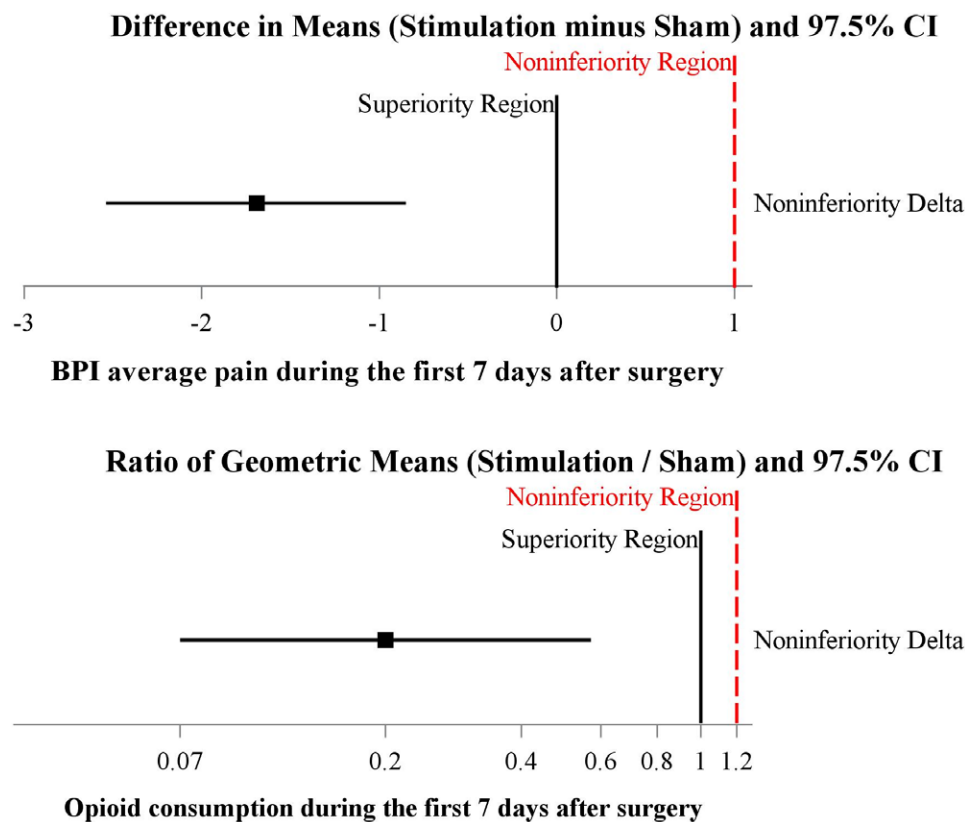 Difference in Means (Stimulation minus Sham) and 97.5% CI
Noninferiority Region
Superiority Region
Noninferiority Delta
-3 -2 -1 0 1
BPI average pain during the first 7 days after surgery
Ratio of Geometric Means (Stimulation / Sham) and 97.5% CI
Noninferiority Region
Superiority Region
Noninferiority Delta
0.07 0.2 0.4 0.6 0.8 1 1.2
Opioid consumption during the first 7 days after surgery